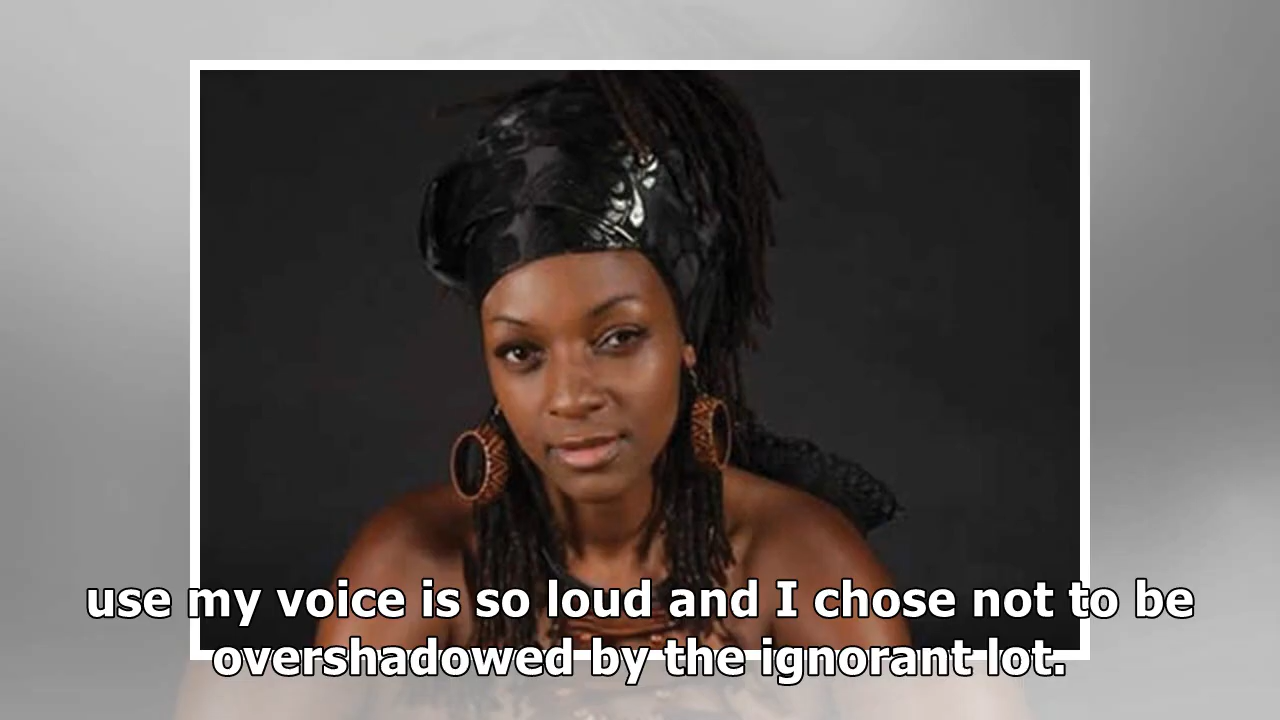 use my voice is so loud and I chose not to be
overshadowed by the ignorant lot.